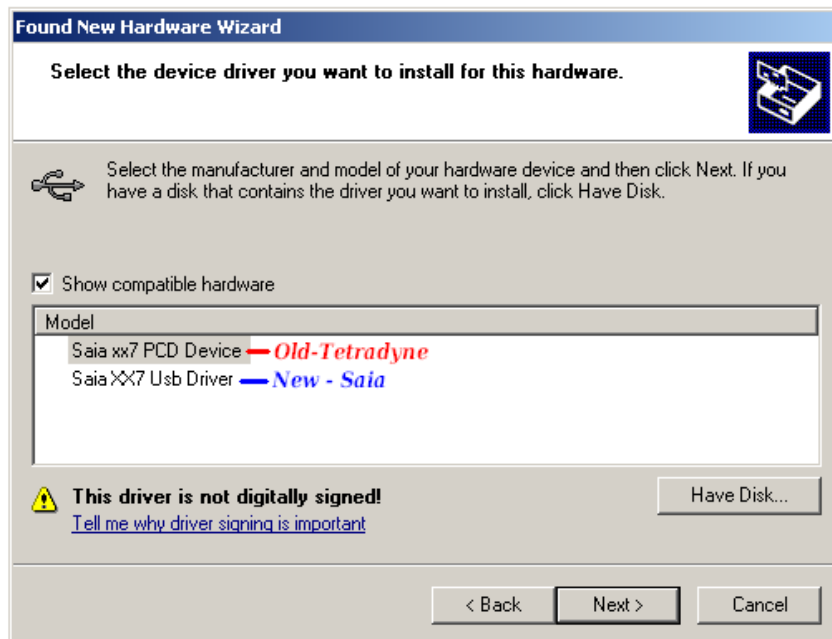 Found New Hardware Wizard
Select the device driver you want to install for this hardware.
Select the manufacturer and model of your hardware device and then click Next. If you
have a disk that contains the driver you want to install, click Have Disk.
Show compatible hardware
Model
Saia xx7 PCD Device Old-Tetradyne
Saia XX7 Usb Driver New - Saia
This driver is not digitally signed!
Have Disk...
Tell me why driver signing is important
< Back Next > Cancel